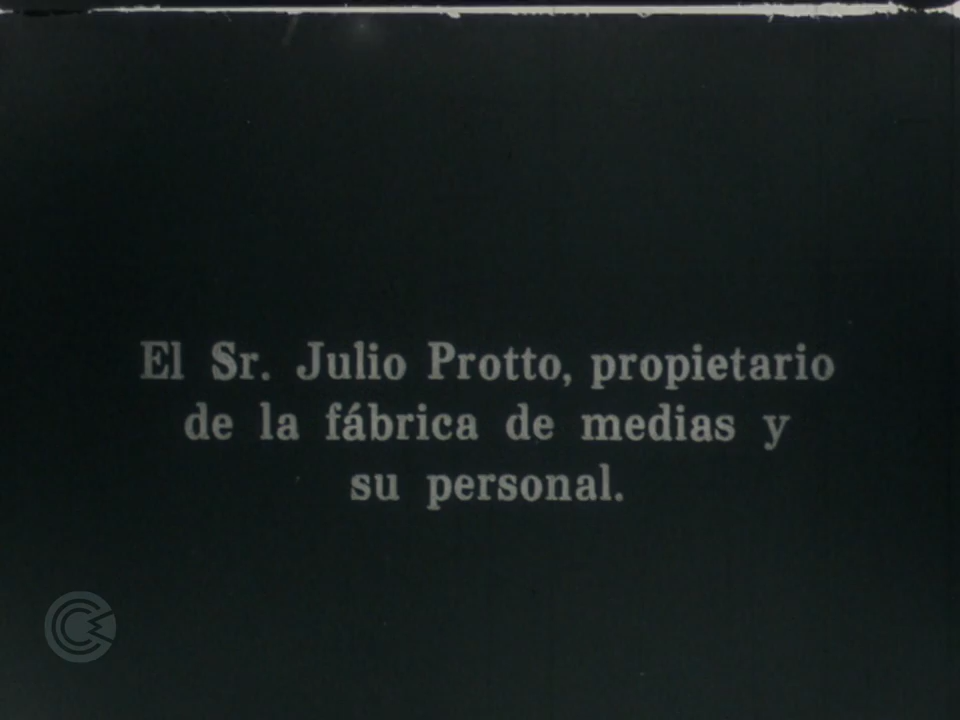 El Sr. Julio Protto, propietario
de la fábrica de medias y
su personal.